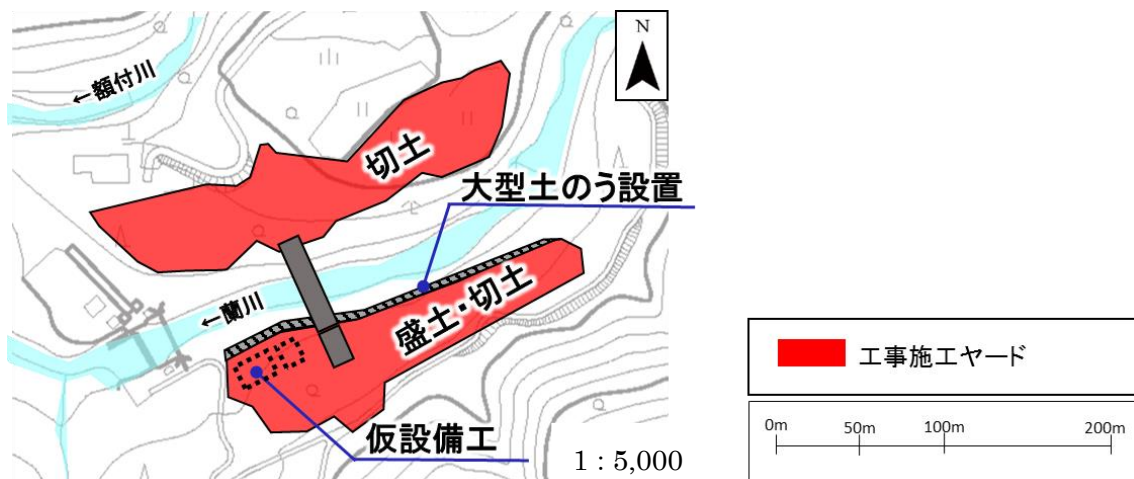 N
←額付川
切土
大型土のう設置
←蘭川
盛土・切土
仮設備工
1 : 5,000
工事施工ヤード
0m 50m 100m 200m